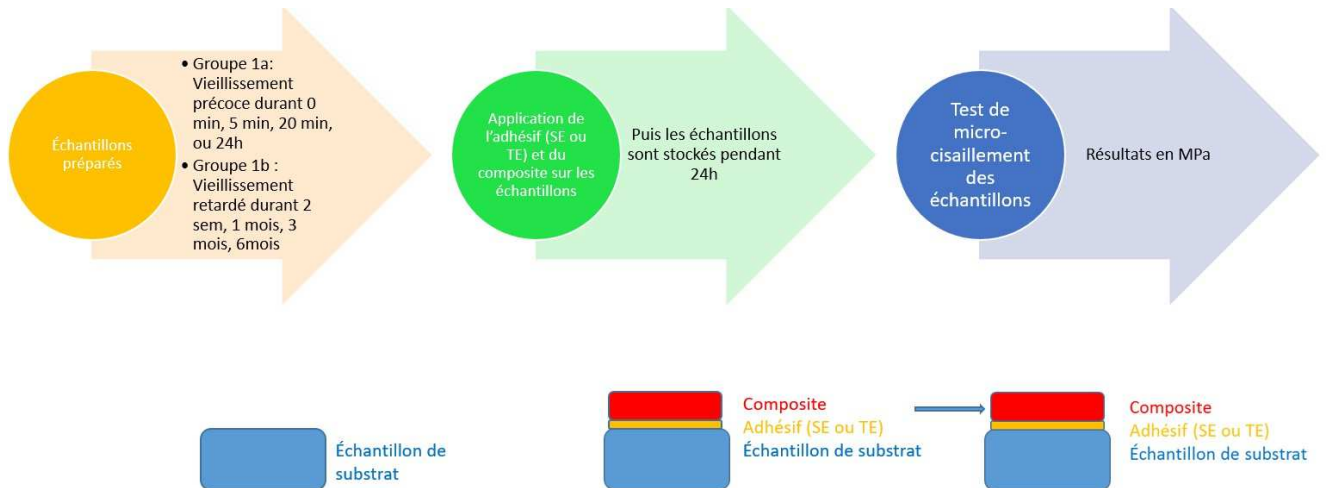 Échantillons
préparés
• Groupe 1a:
Vieillissement
précoce durant 0
min, 5 min, 20 min,
ou 24h
• Groupe 1b :
Vieillissement
retardé durant 2
sem, 1 mois, 3
mois, 6mois
Application de
l'adhésif (SE ou
TE) et du
composite sur les
échantillons
Puis les échantillons
sont stockés pendant
24h
Test de
micro-
cisaillement
des
échantillons
Résultats en MPa
Échantillon de
substrat
Composite
Adhésif (SE ou TE)
Échantillon de substrat
Composite
Adhésif (SE ou TE)
Échantillon de substrat